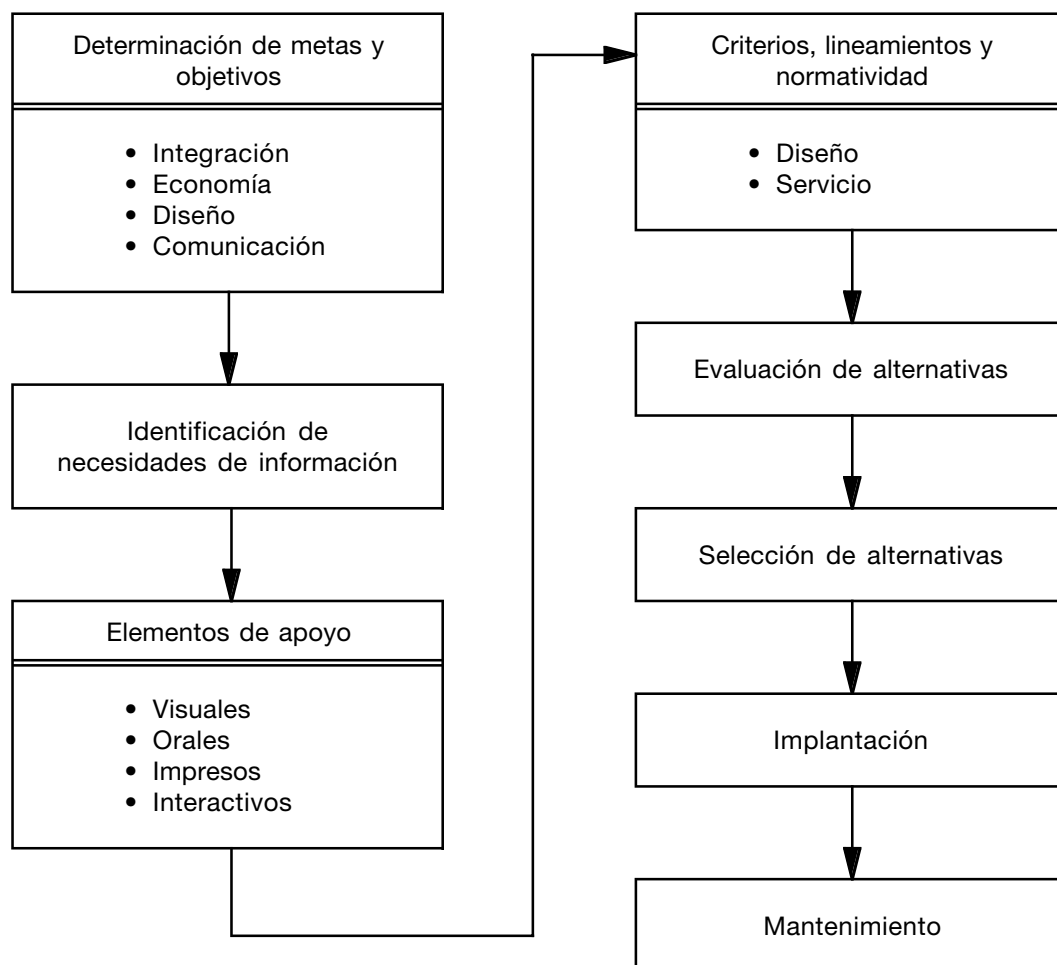 Determinación de metas y
objetivos
• Integración
• Economía
• Diseño
• Comunicación
Identificación de
necesidades de información
Elementos de apoyo
• Visuales
• Orales
• Impresos
• Interactivos
Criterios, lineamientos y
normatividad
• Diseño
• Servicio
Evaluación de alternativas
Selección de alternativas
Implantación
Mantenimiento